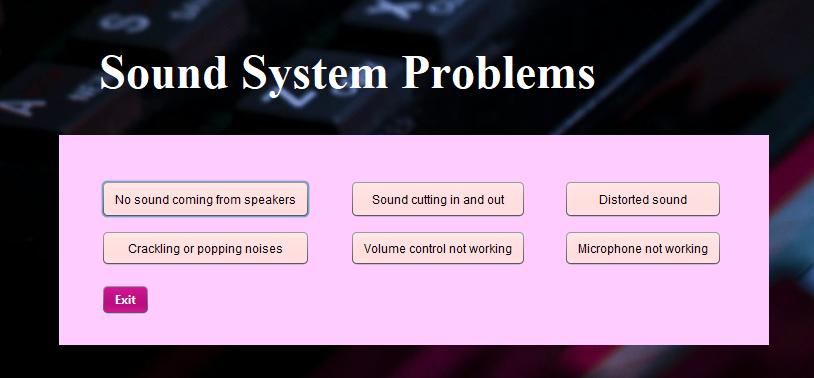 Sound System Problems
No sound coming from speakers
Sound cutting in and out
Distorted sound
Crackling or popping noises
Volume control not working
Microphone not working
Exit